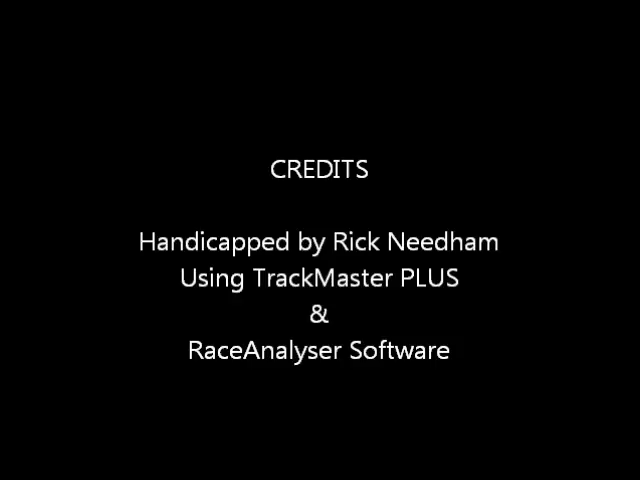 CREDITS
Handicapped by Rick Needham
Using TrackMaster PLUS
&
RaceAnalyser Software